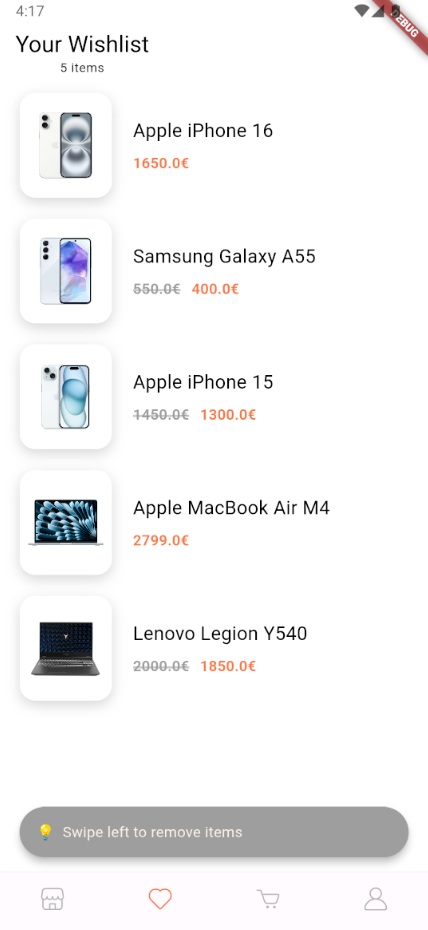 4:17
DEBUG
Your Wishlist
5 items
Apple iPhone 16
1650.0€
Samsung Galaxy A55
550.0€ 400.0€
Apple iPhone 15
1450.0€ 1300.0€
Apple MacBook Air M4
2799.0€
Lenovo Legion Y540
2000.0€ 1850.0€
💡 Swipe left to remove items